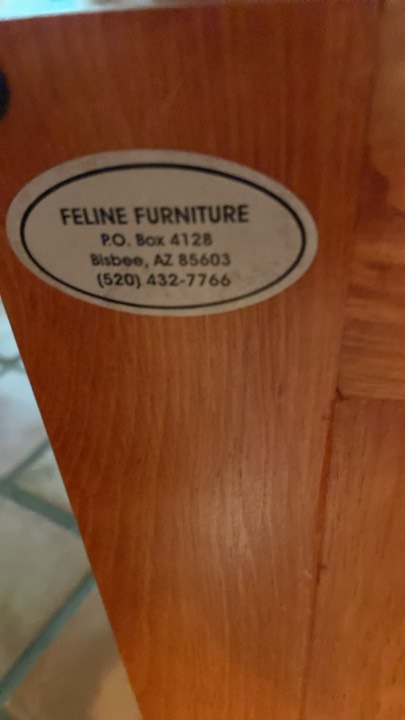 FELINE FURNITURE
P.O. Box 4128
Bisbee, AZ 85603
(520) 432-7766